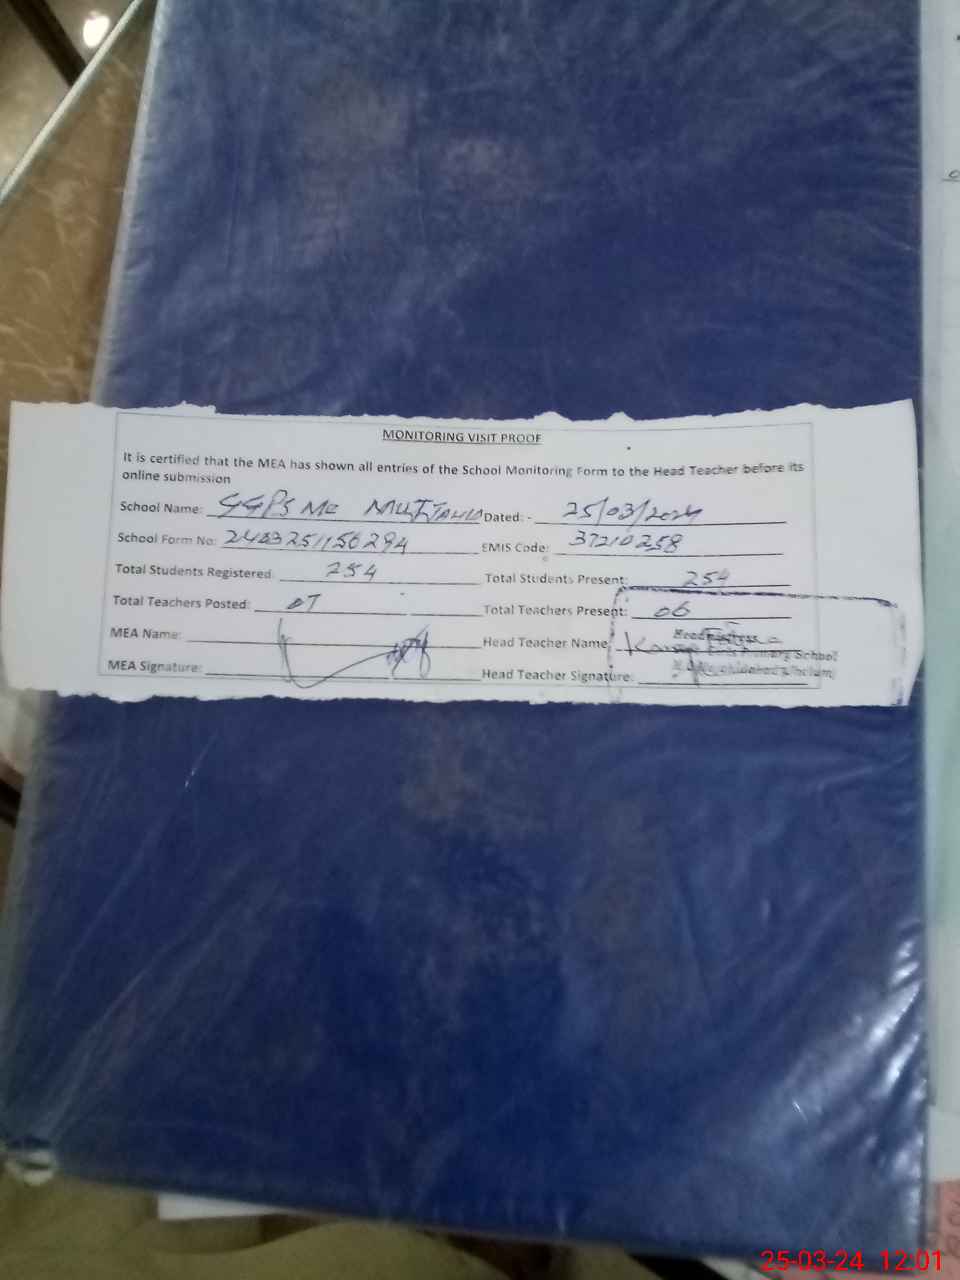 MONITORING VISIT PROOF
It is certified that the MEA has shown all entries of the School Monitoring Form to the Head Teacher before its
online submission
School Name: GGPS MC Dated: - 25/03/2024
School Form No: EMIS Code: 37210258
Total Students Registered: 254 Total Students Present: 254
Total Teachers Posted: 07 Total Teachers Present: 06
MEA Name: Head Teacher Name: Headmistress
Primary School
MEA Signature: Head Teacher Signature:
25-03-24 12:01